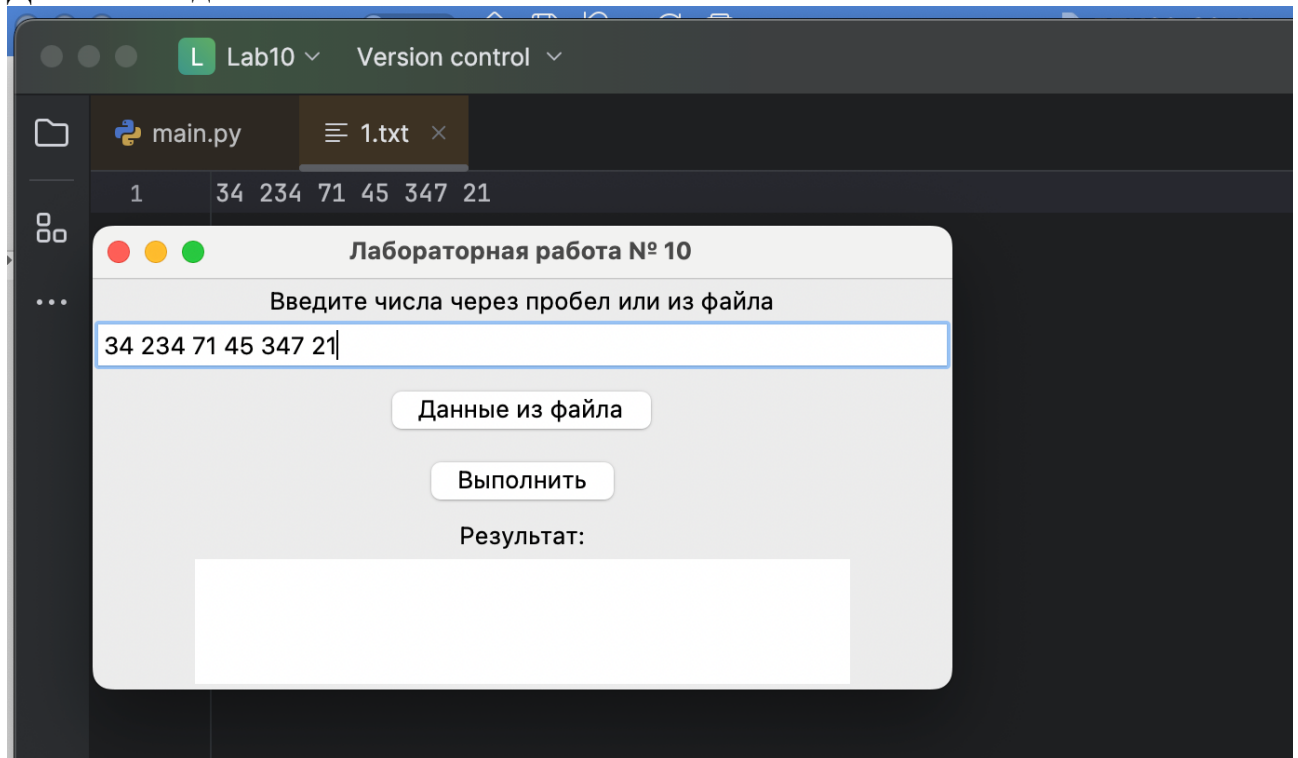 L Lab10 Version control
main.py 1.txt
1 34 234 71 45 347 21
Лабораторная работа № 10
Введите числа через пробел или из файла
34 234 71 45 347 21
Данные из файла
Выполнить
Результат: